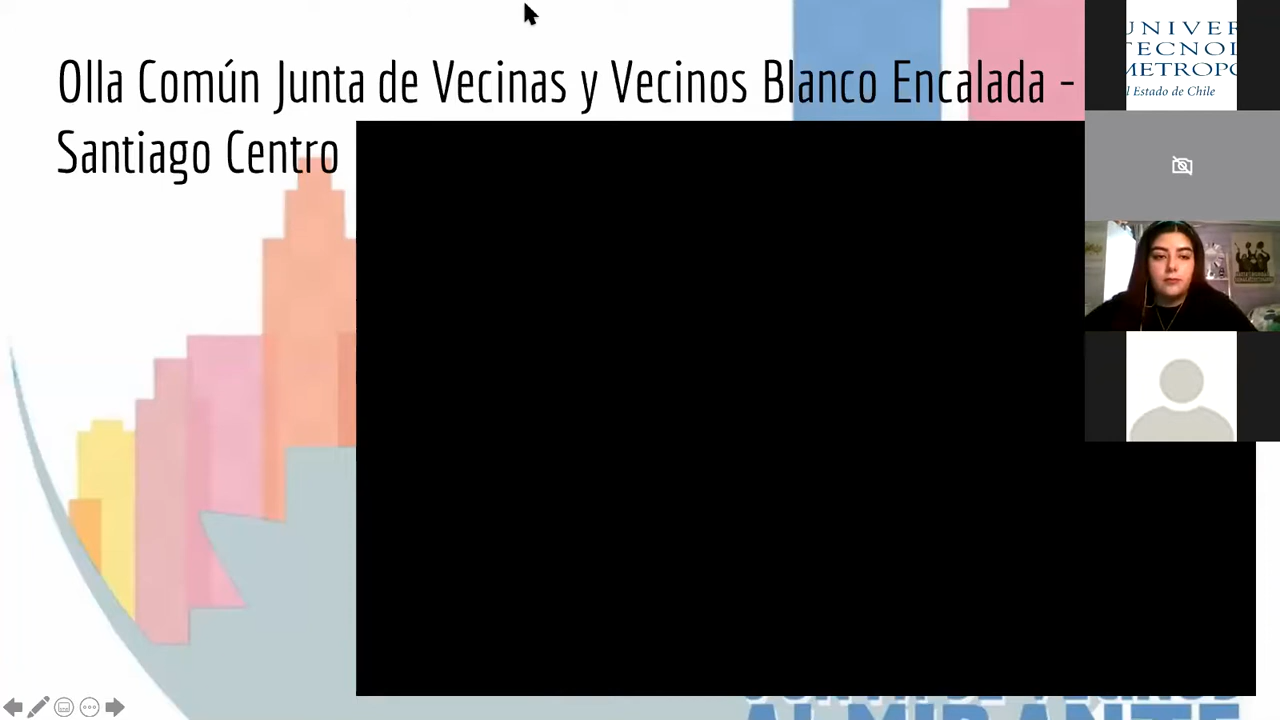 Olla Común Junta de Vecinas y Vecinos Blanco Encalada -
Santiago Centro
UNIVER
TECNOL
METROPO
l Estado de Chile